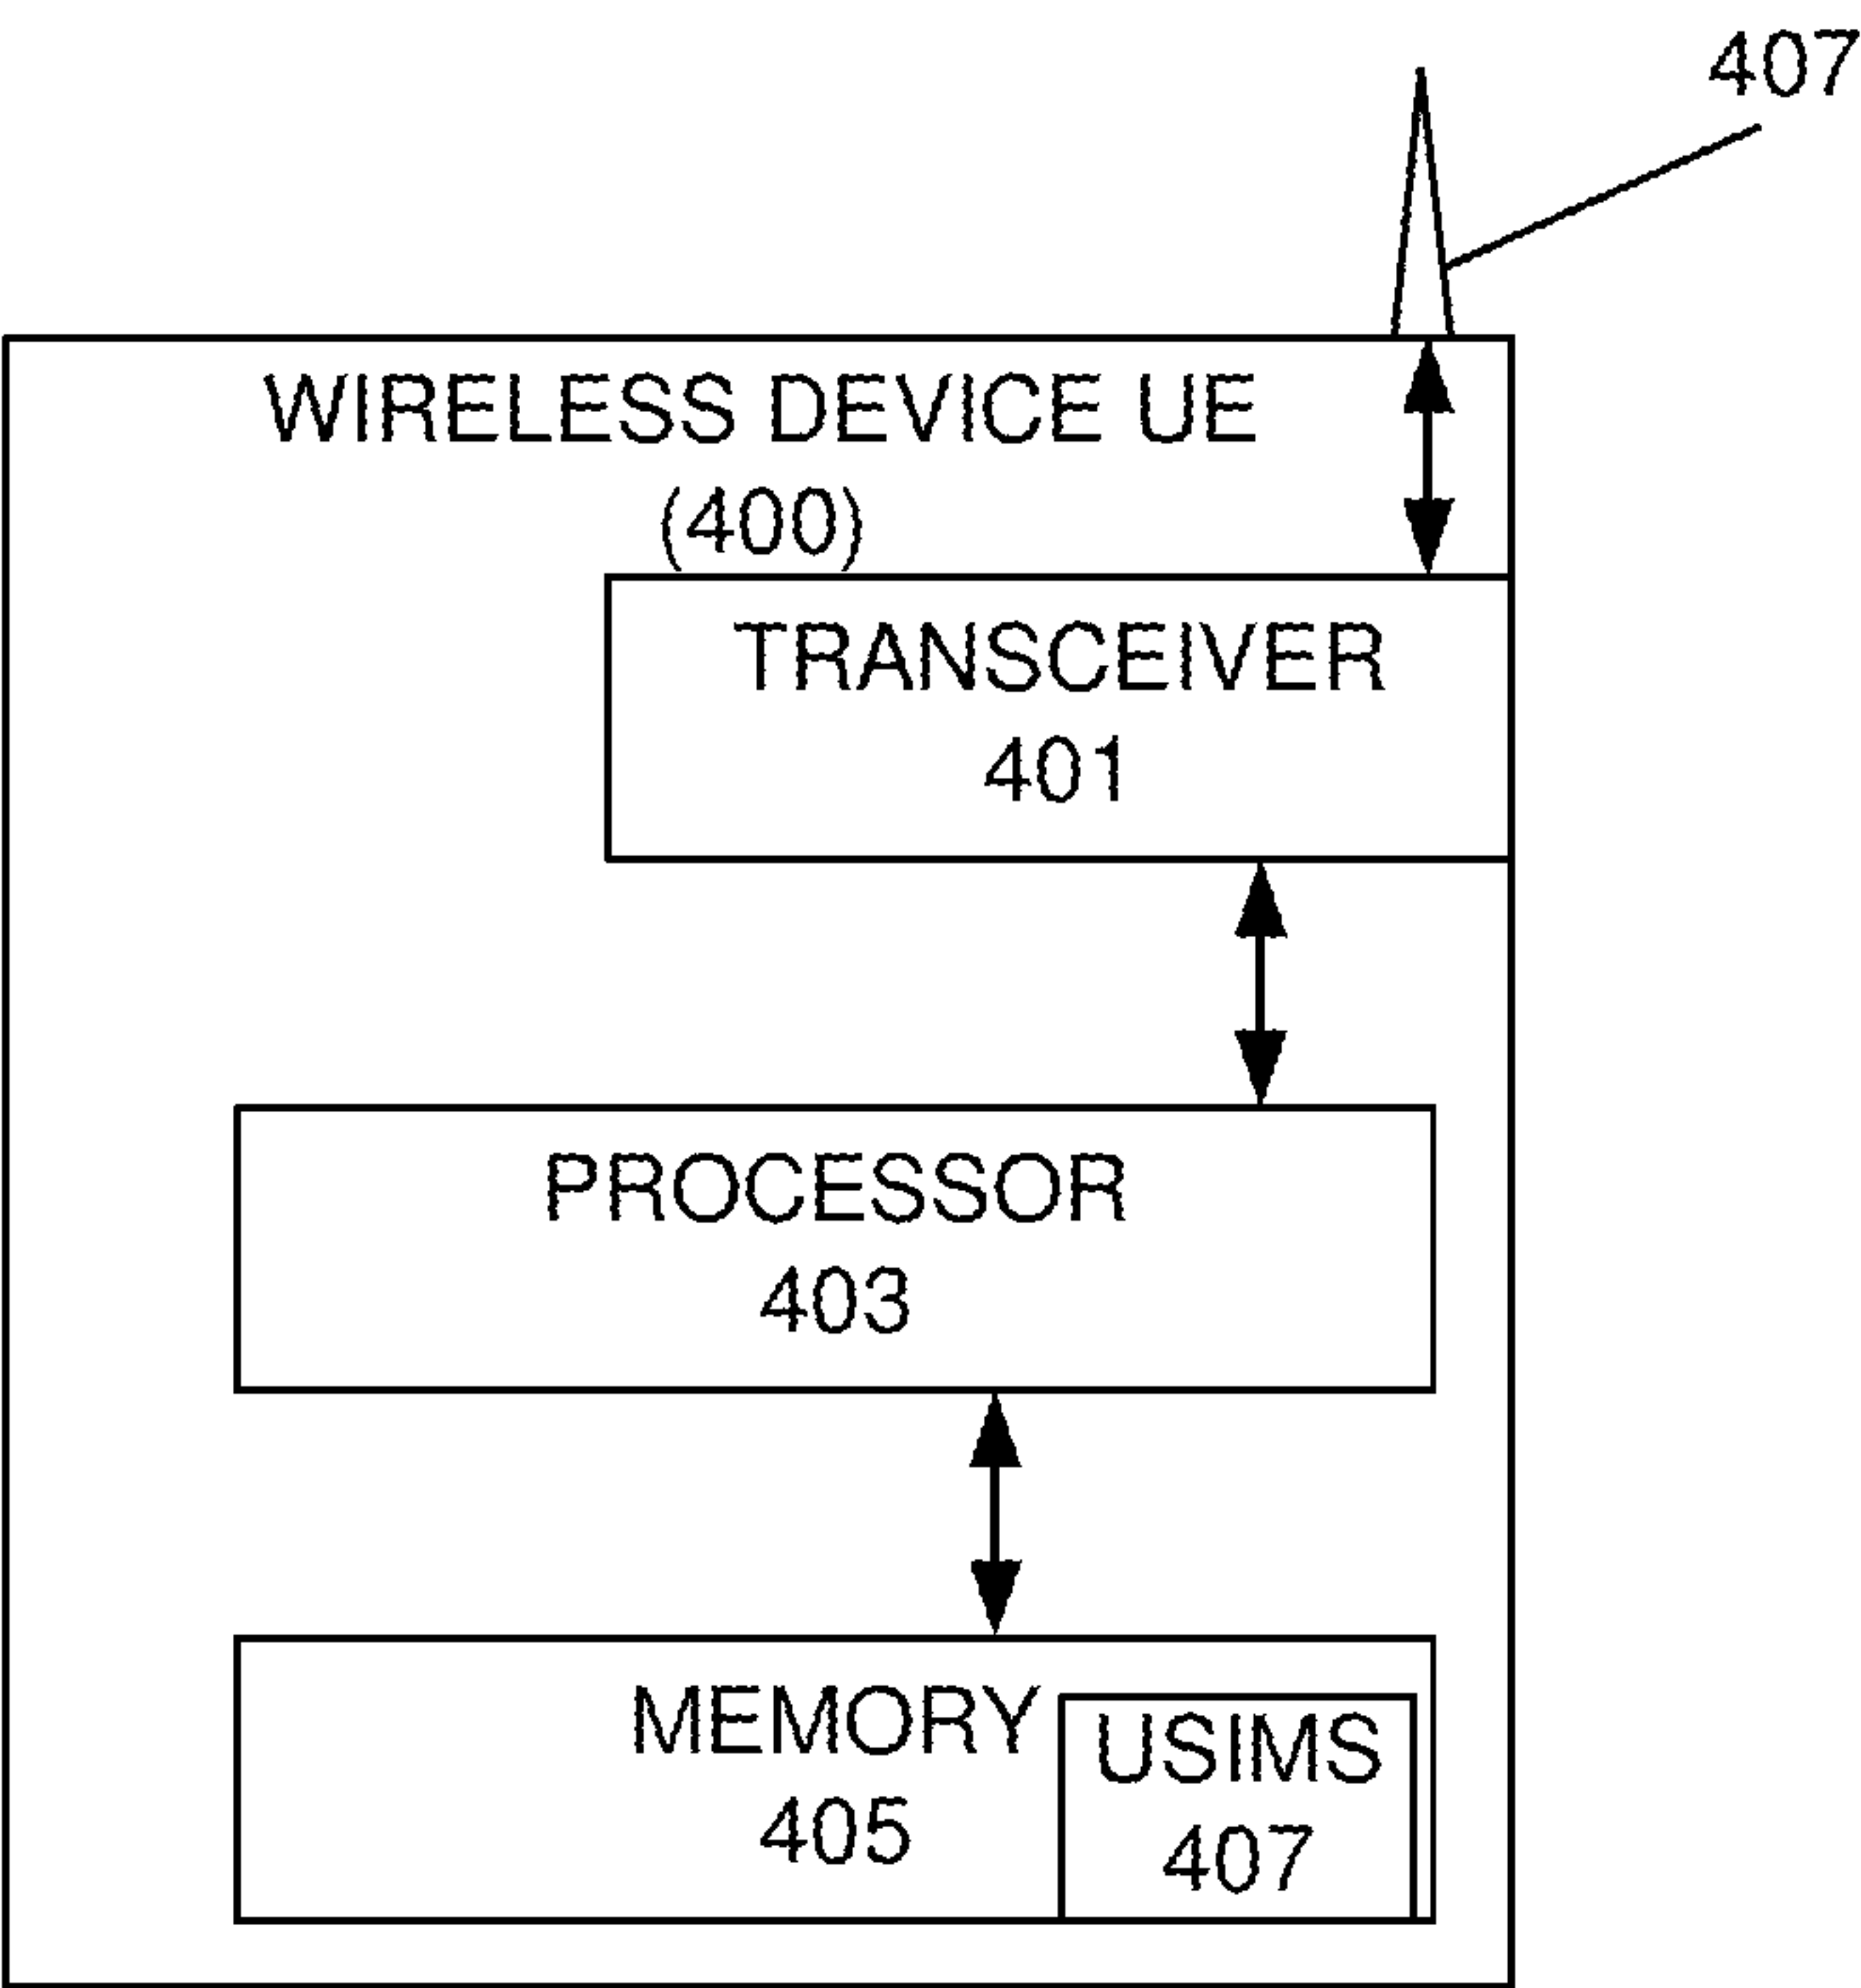 407
WIRELESS DEVICE UE
(400)
TRANSCEIVER
401
PROCESSOR
403
MEMORY
405
USIMS
407